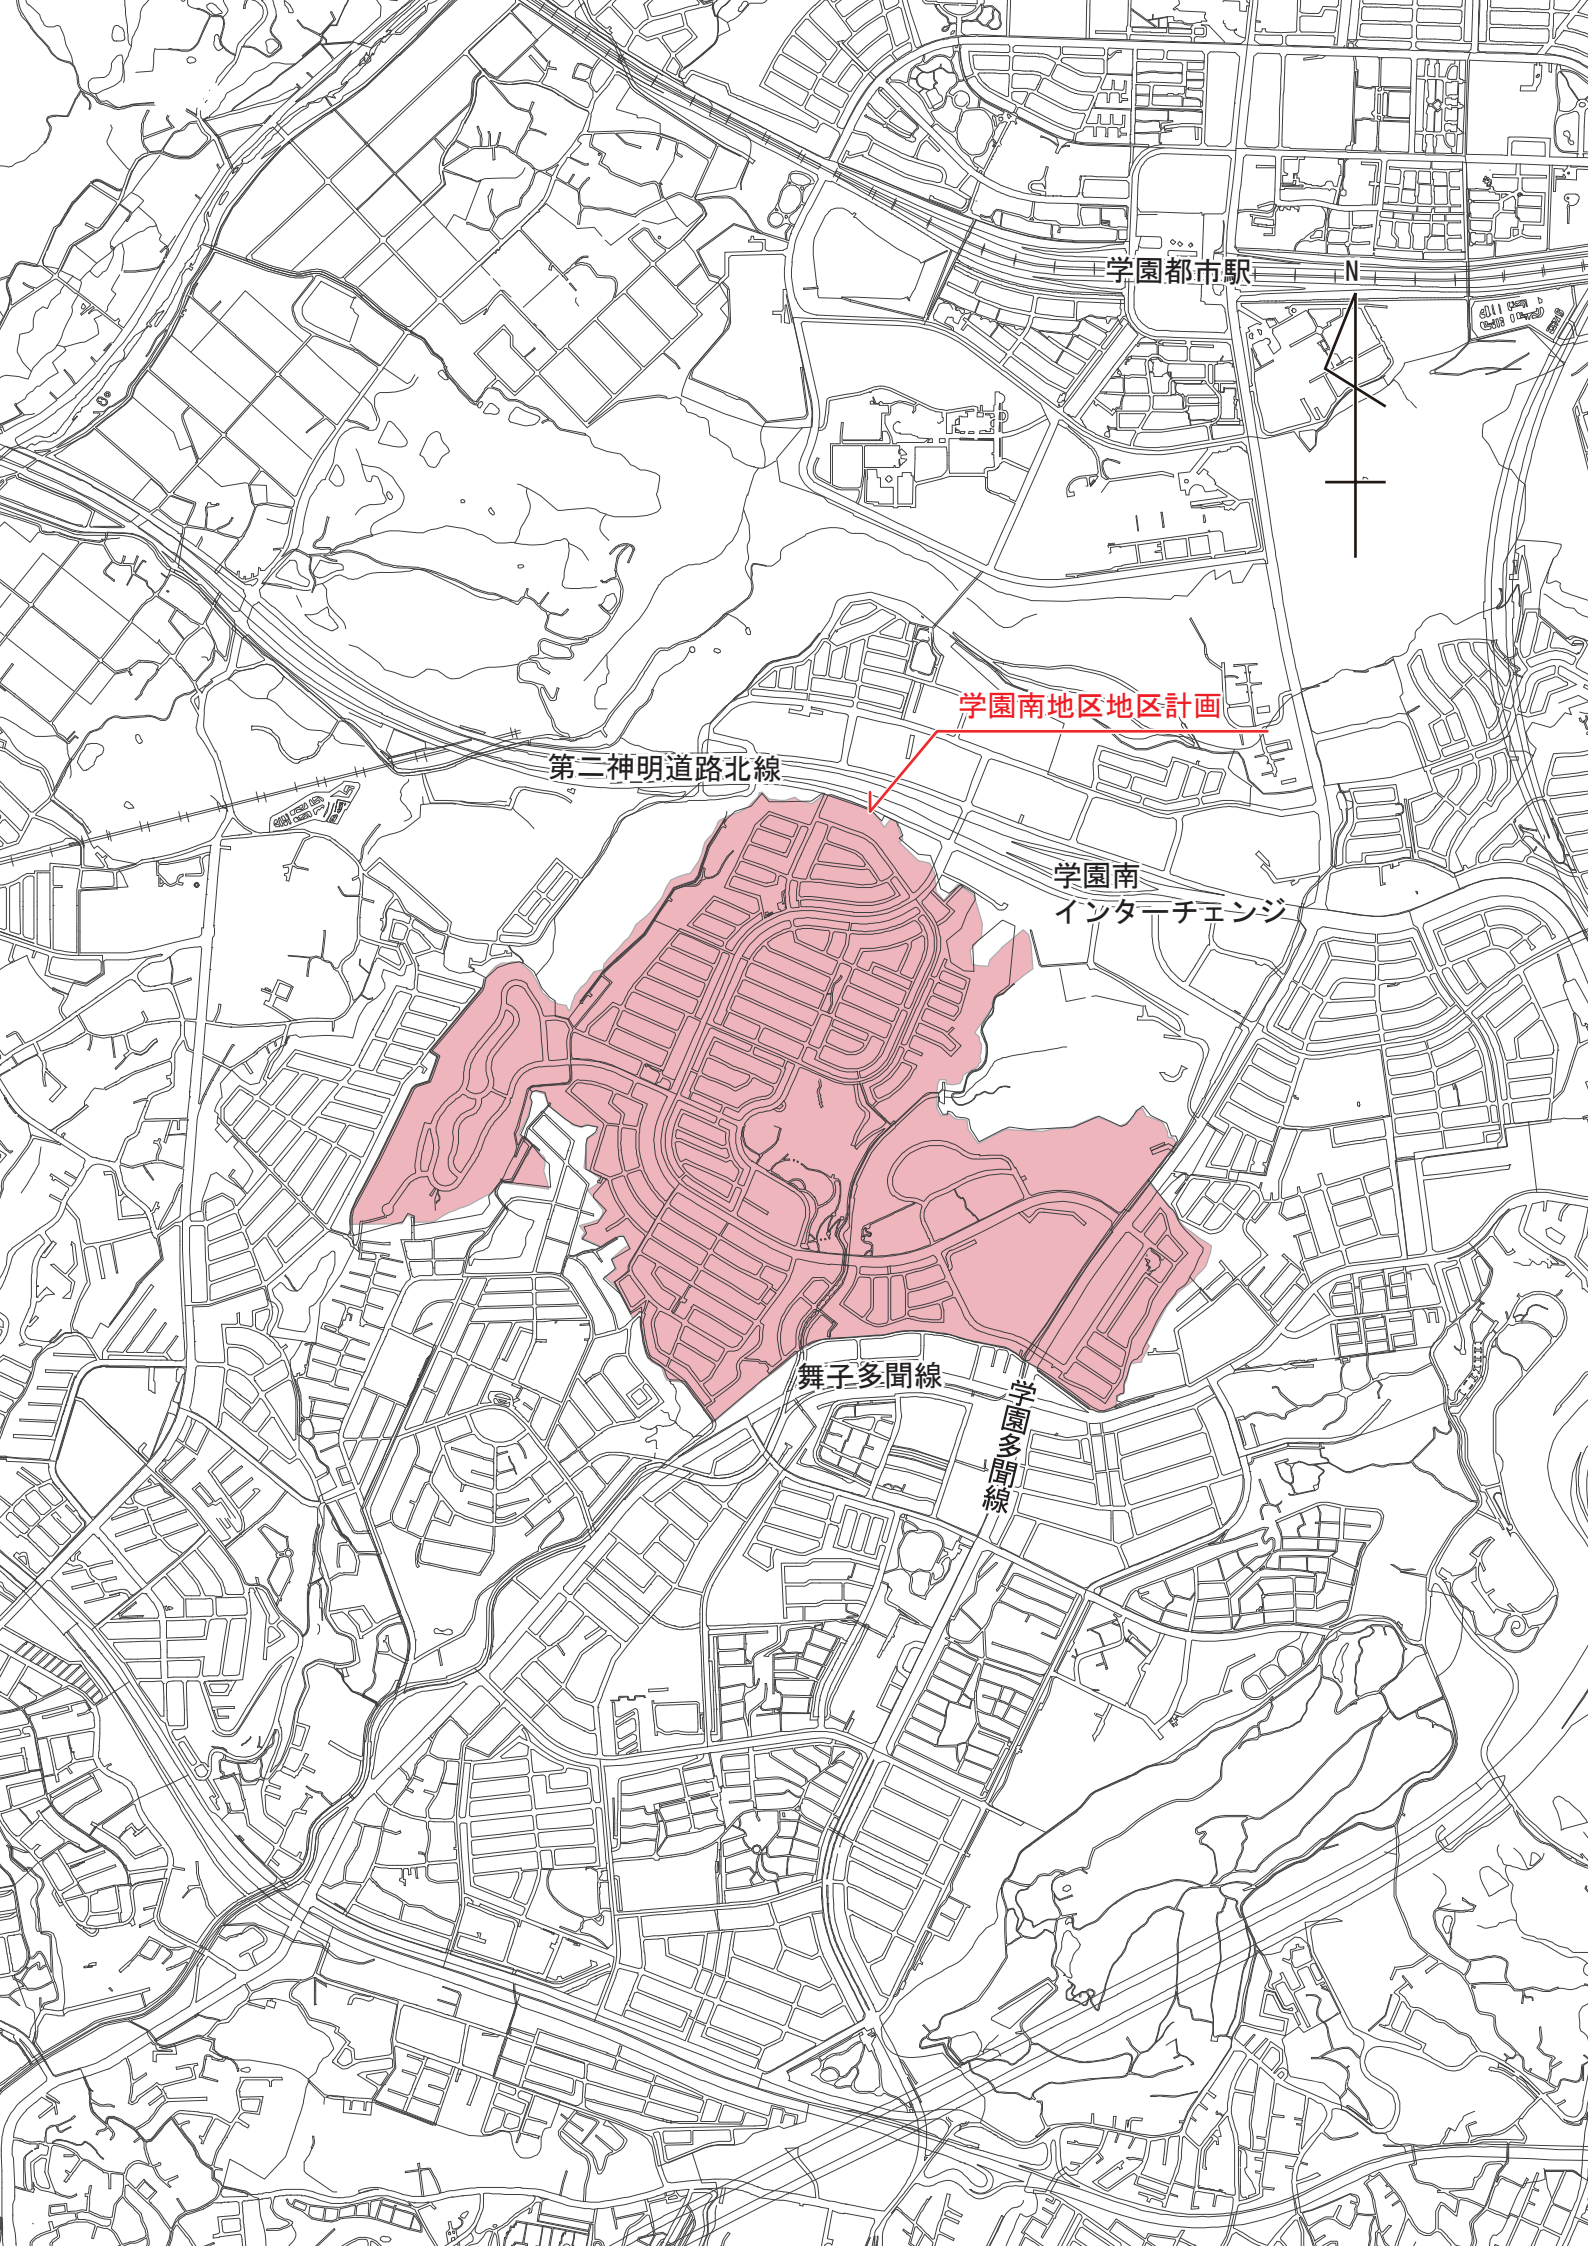 学園都市駅
N
学園南地区地区計画
第二神明道路北線
学園南
インターチェンジ
舞子多聞線
学園多聞線